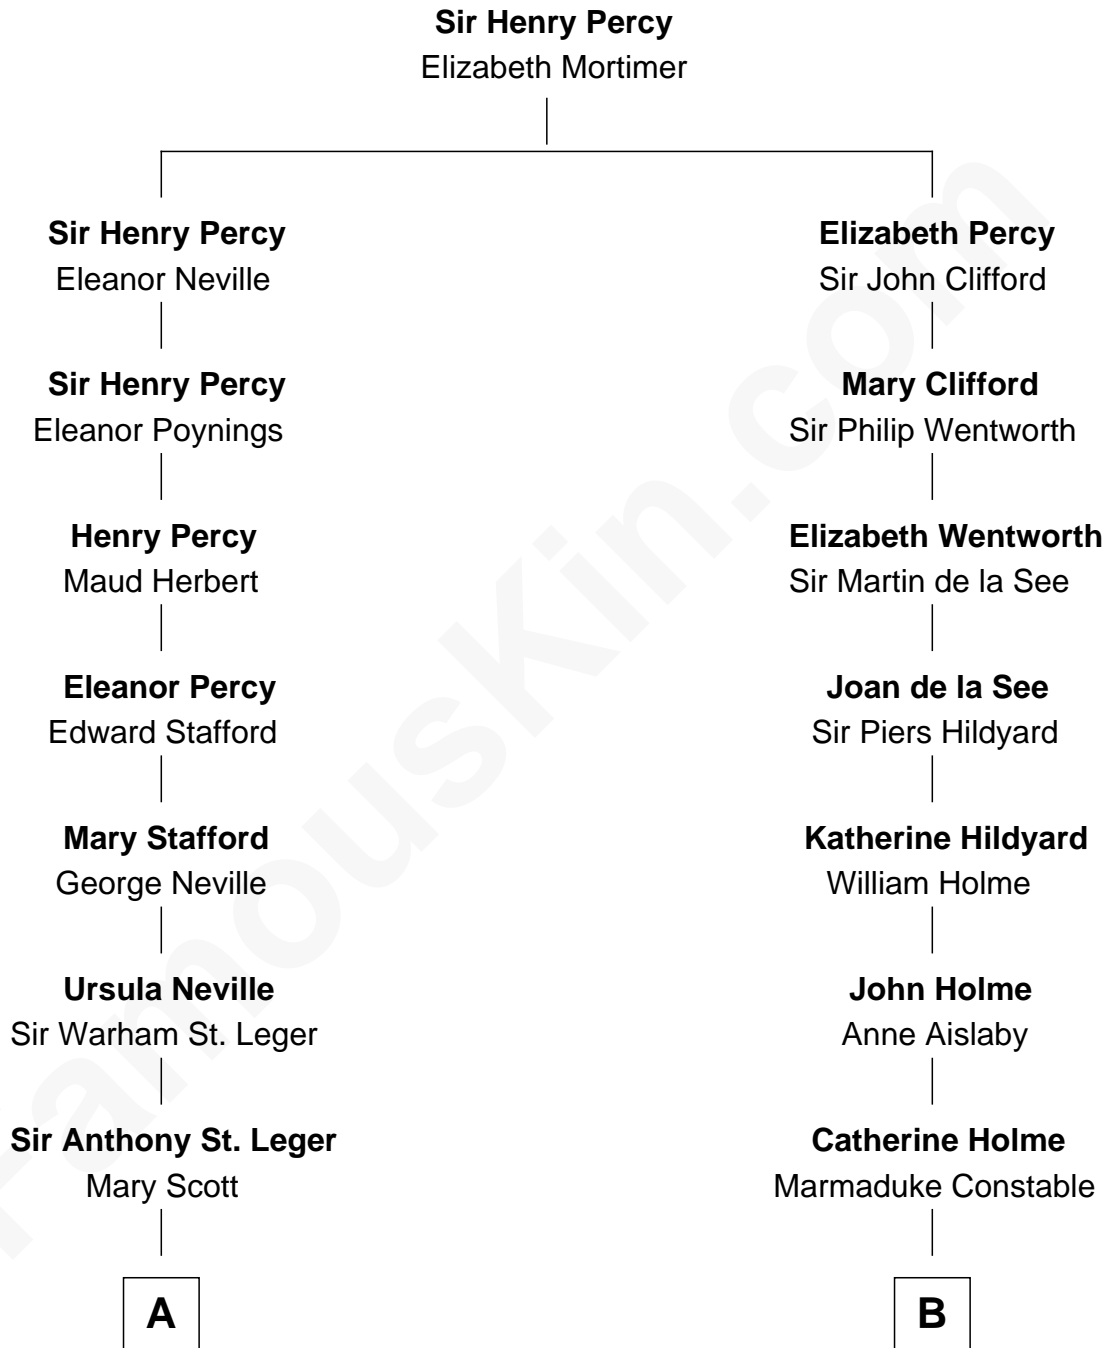 Sir Henry Percy
Elizabeth Mortimer
Sir Henry Percy
Eleanor Neville
Sir Henry Percy
Eleanor Poynings
Henry Percy
Maud Herbert
Eleanor Percy
Edward Stafford
Mary Stafford
George Neville
Ursula Neville
Sir Warham St. Leger
Sir Anthony St. Leger
Mary Scott
A
Elizabeth Percy
Sir John Clifford
Mary Clifford
Sir Philip Wentworth
Elizabeth Wentworth
Sir Martin de la See
Joan de la See
Sir Piers Hildyard
Katherine Hildyard
William Holme
John Holme
Anne Aislaby
Catherine Holme
Marmaduke Constable
B
FamousKin.com